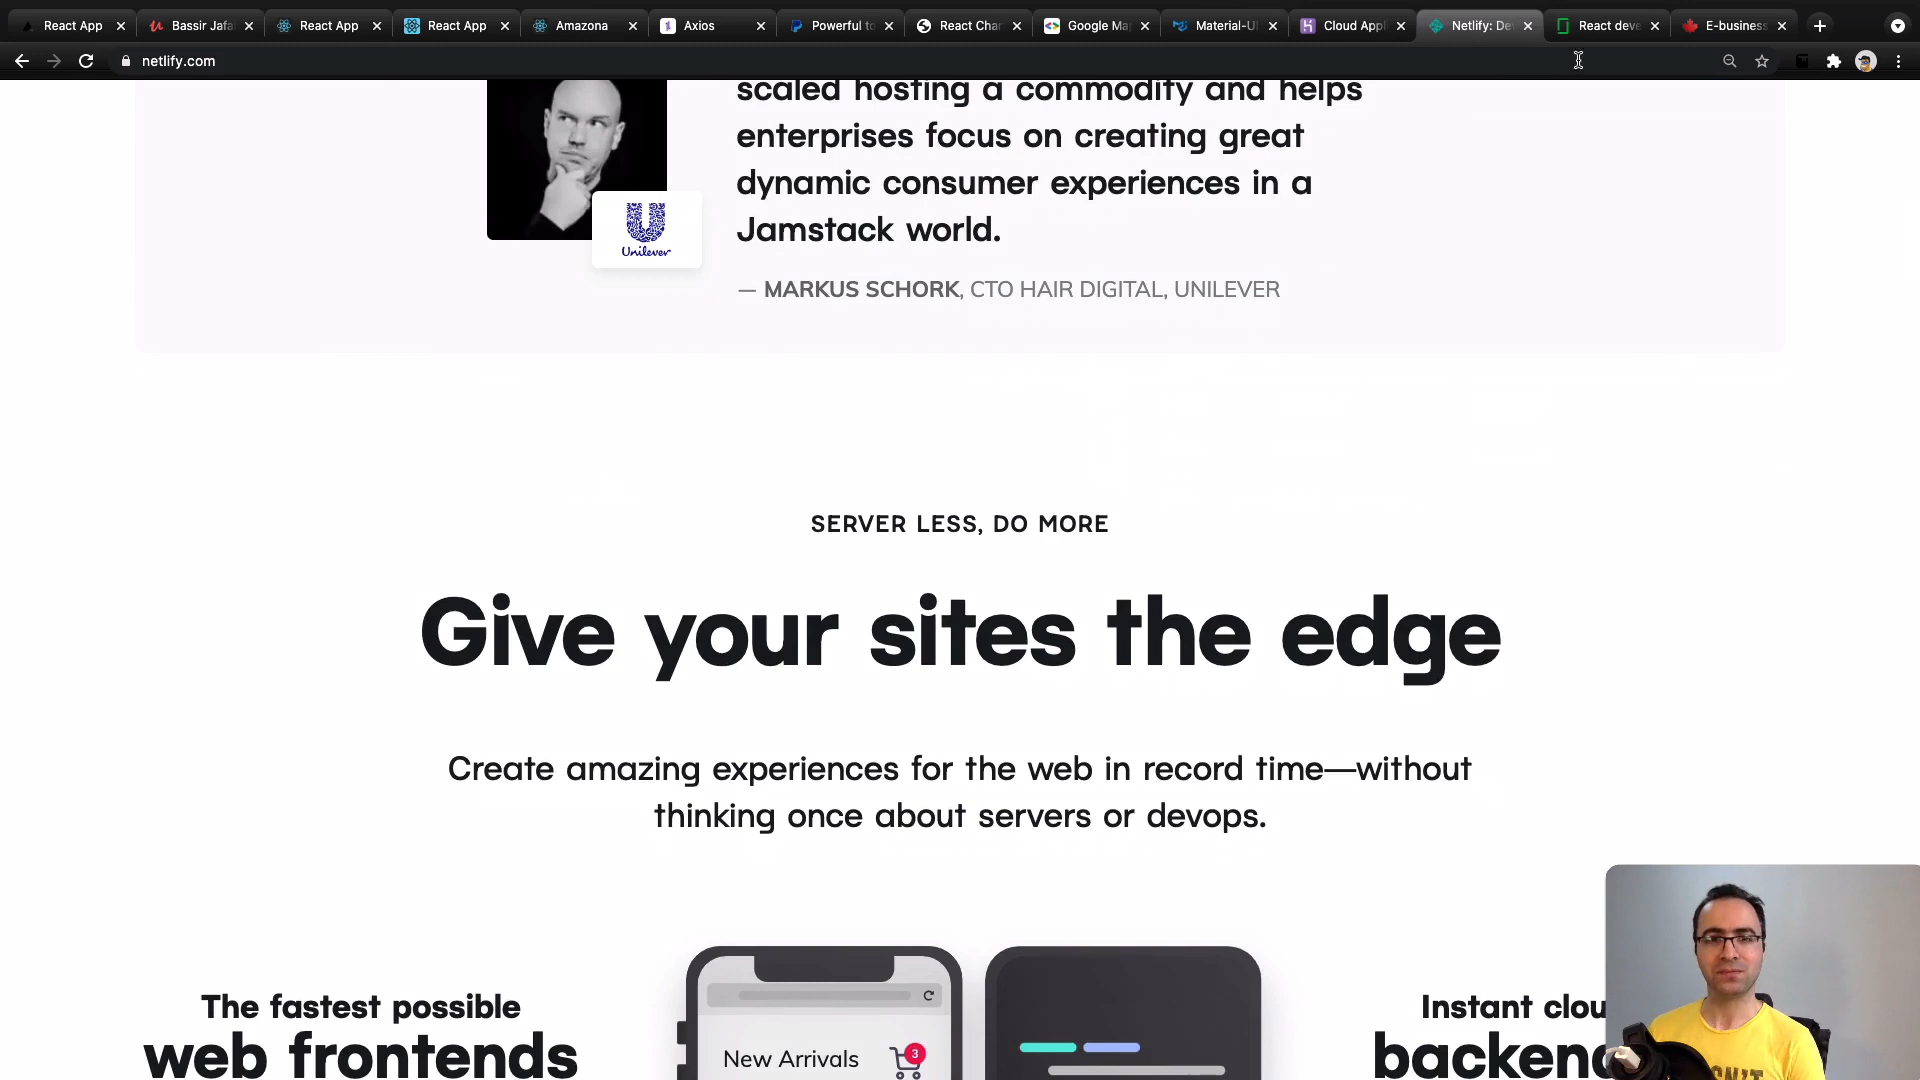 React App
Bassir Jafa
React App
React App
Amazona
Axios
Powerful to
React Char
Google Ma
Material-UI
Cloud Appl
Netlify: De
React deve
E-business
netlify.com
scaled hosting a commodity and helps
enterprises focus on creating great
dynamic consumer experiences in a
Jamstack world.
Unilever
— MARKUS SCHORK, CTO HAIR DIGITAL, UNILEVER
SERVER LESS, DO MORE
Give your sites the edge
Create amazing experiences for the web in record time—without
thinking once about servers or devops.
The fastest possible
web frontends
New Arrivals
3
Instant clou
backend